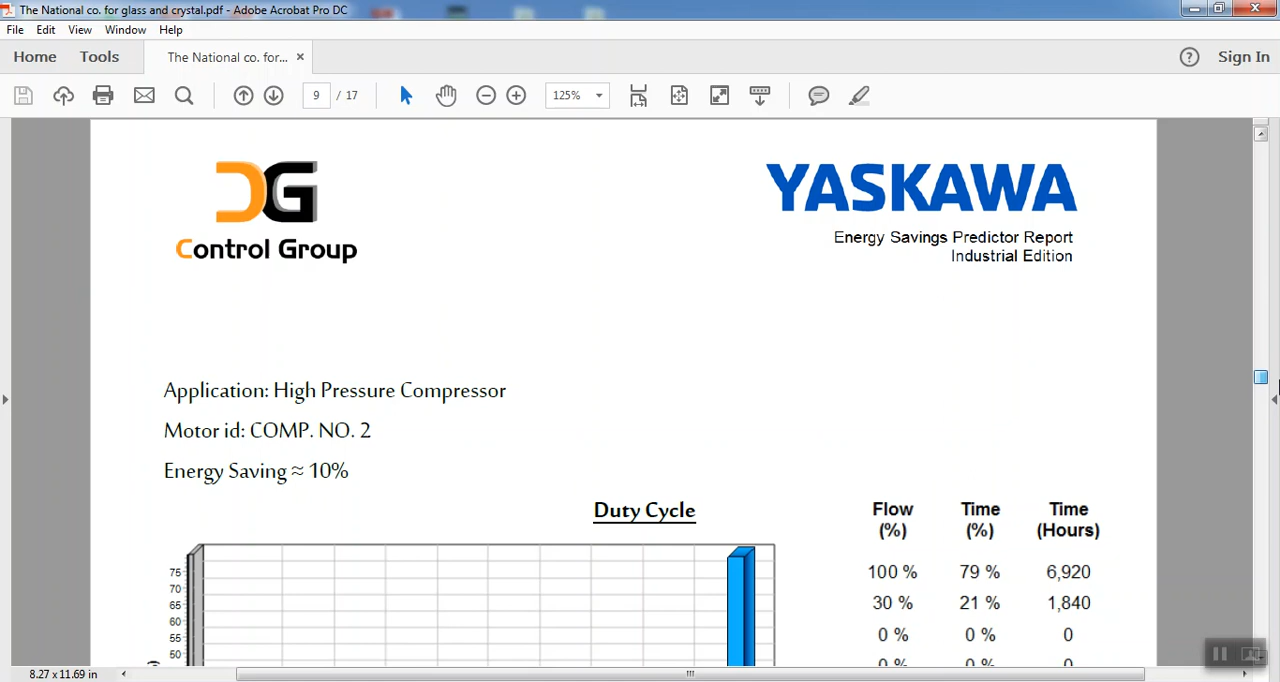 The National co. for glass and crystal.pdf - Adobe Acrobat Pro DC
File Edit View Window Help
Home Tools The National co. for... × Sign In
9 / 17 125%
DG YASKAWA
Control Group
Energy Savings Predictor Report
Industrial Edition
Application: High Pressure Compressor
Motor id: COMP. NO. 2
Energy Saving ≈ 10%
Duty Cycle
Flow (%) Time (%) Time (Hours)
100 % 79 % 6,920
30 % 21 % 1,840
0 % 0 % 0
0 % 0 % 0
75
70
65
60
55
50
8.27 x 11.69 in